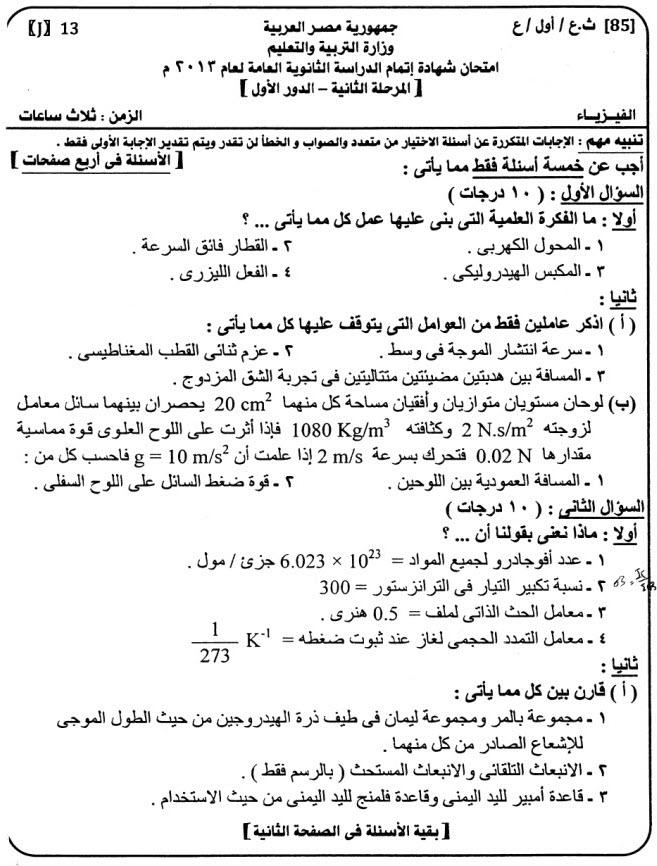 [85] ث.ع / أول / ع
جمهورية مصر العربية
〖J〗 13
وزارة التربية والتعليم
امتحان شهادة إتمام الدراسة الثانوية العامة لعام ٢٠١٣ م
[ المرحلة الثانية – الدور الأول ]
الفيزياء
الزمن : ثلاث ساعات
تنبيه مهم : الإجابات المتكررة عن أسئلة الاختيار من متعدد والصواب و الخطأ لن تقدر ويتم تقدير الإجابة الأولى فقط .
أجب عن خمسة أسئلة فقط مما يأتى :
[ الأسئلة فى أربع صفحات ]
السؤال الأول : ( ١٠ درجات )
أولا : ما الفكرة العلمية التى بنى عليها عمل كل مما يأتى ... ؟
١ - المحول الكهربى . ٢ - القطار فائق السرعة .
٣ - المكبس الهيدروليكى . ٤ - الفعل الليزرى .
ثانيا :
( أ ) اذكر عاملين فقط من العوامل التى يتوقف عليها كل مما يأتى :
١ - سرعة انتشار الموجة فى وسط . ٢ - عزم ثنائى القطب المغناطيسى .
٣ - المسافة بين هدبتين مضيئتين متتاليتين فى تجربة الشق المزدوج .
(ب) لوحان مستويان متوازيان وأفقيان مساحة كل منهما 20 cm² يحصران بينهما سائل معامل
لزوجته 2 N.s/m² وكثافته 1080 Kg/m³ فإذا أثرت على اللوح العلوى قوة مماسية
مقدارها 0.02 N فتحرك بسرعة 2 m/s إذا علمت أن g = 10 m/s² فاحسب كل من :
١ - المسافة العمودية بين اللوحين . ٢ - قوة ضغط السائل على اللوح السفلى .
السؤال الثانى : ( ١٠ درجات )
أولا : ماذا نعنى بقولنا أن ... ؟
١ - عدد أفوجادرو لجميع المواد = 6.023 × 10²³ جزئ / مول .
٢ - نسبة تكبير التيار فى الترانزستور = 300
٣ - معامل الحث الذاتى لملف = 0.5 هنرى .
٤ - معامل التمدد الحجمى لغاز عند ثبوت ضغطه = 1/273 K⁻¹
ثانيا :
( أ ) قارن بين كل مما يأتى :
١ - مجموعة بالمر ومجموعة ليمان فى طيف ذرة الهيدروجين من حيث الطول الموجى
للإشعاع الصادر من كل منهما .
٢ - الانبعاث التلقائى والانبعاث المستحث ( بالرسم فقط ) .
٣ - قاعدة أمبير لليد اليمنى وقاعدة فلمنج لليد اليمنى من حيث الاستخدام .
[ بقية الأسئلة فى الصفحة الثانية ]